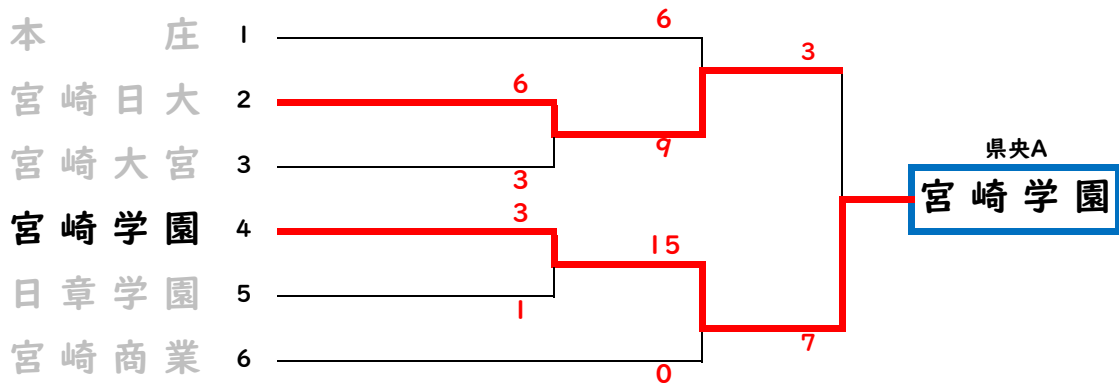 本庄 1 6
3
宮崎日大 2 6
9
宮崎大宮 3 3
県央A
宮崎学園
宮崎学園 4 3
15
日章学園 5 1
7
宮崎商業 6 0